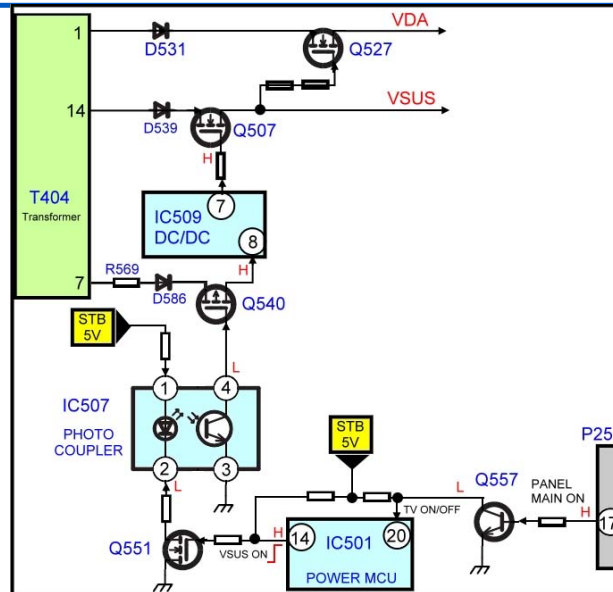 1
VDA
D531
Q527
14
VSUS
D539
Q507
H
T404
Transformer
7
IC509
DC/DC
8
R569
H
7
D586
Q540
STB
5V
L
1
4
IC507
PHOTO
COUPLER
2
3
L
STB
5V
P25
Q557
PANEL
MAIN ON
L
H
TV ON/OFF
17
H
14
IC501
20
Q551
VSUS ON
POWER MCU